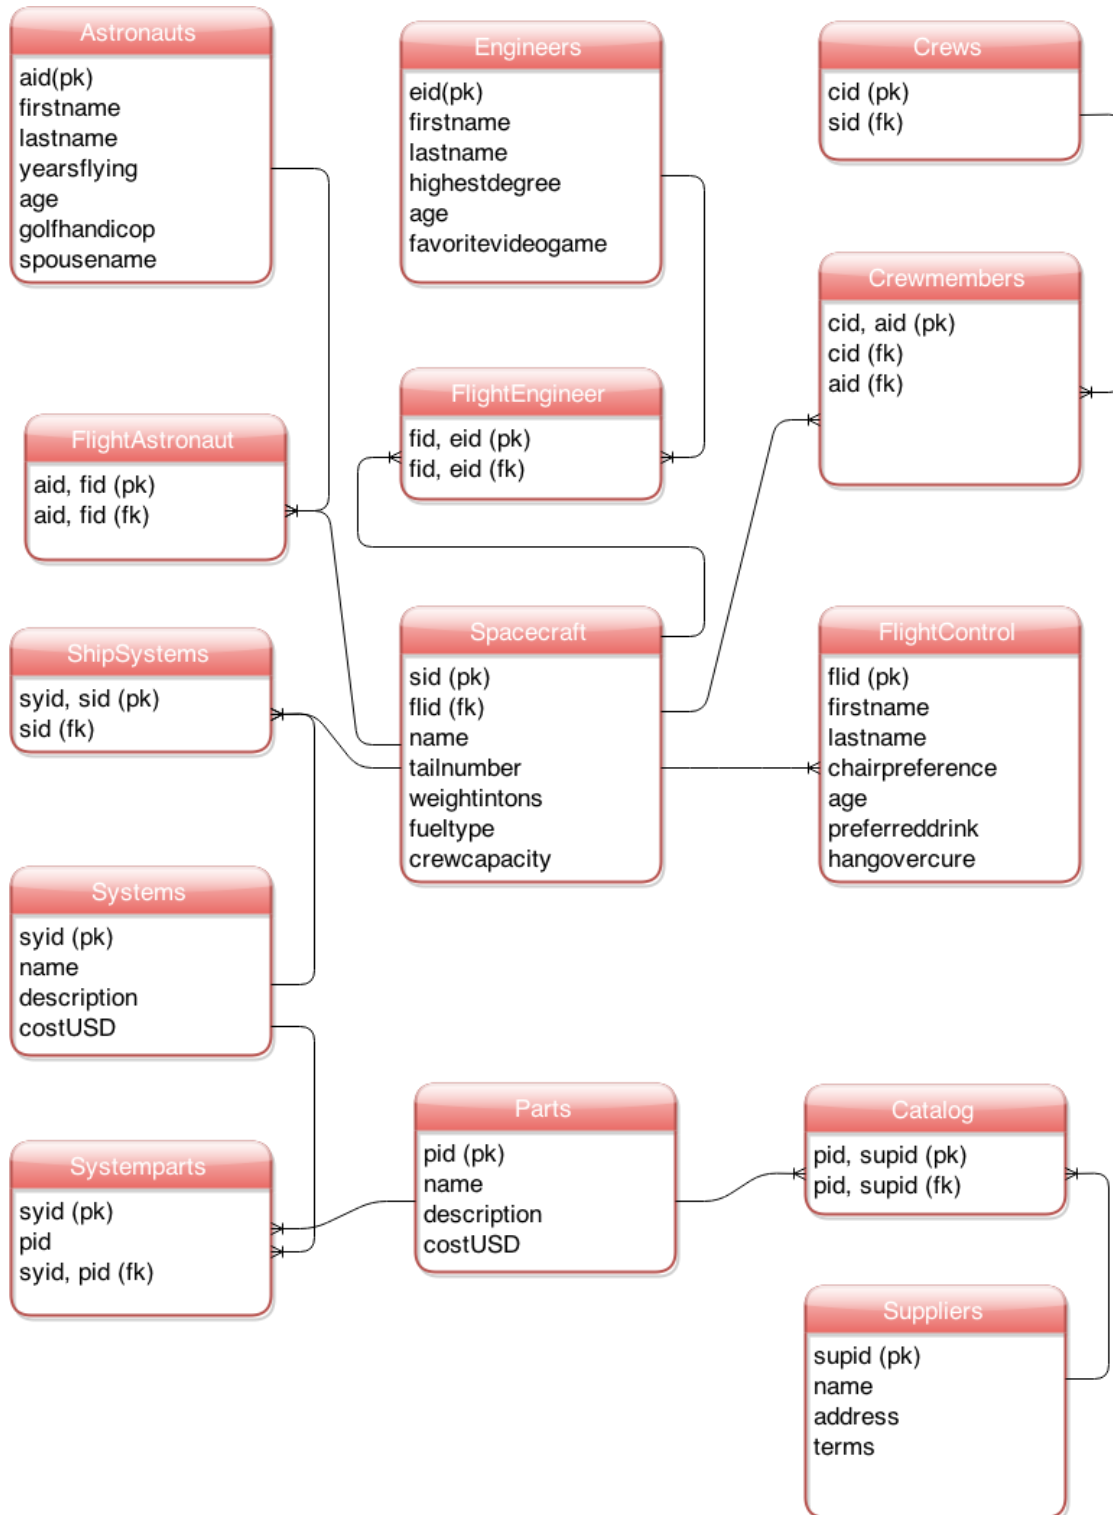 Astronauts
aid(pk)
firstname
lastname
yearsflying
age
golfhandicop
spousename
Engineers
eid(pk)
firstname
lastname
highestdegree
age
favoritevideogame
Crews
cid (pk)
sid (fk)
Crewmembers
cid, aid (pk)
cid (fk)
aid (fk)
FlightEngineer
fid, eid (pk)
fid, eid (fk)
FlightAstronaut
aid, fid (pk)
aid, fid (fk)
ShipSystems
syid, sid (pk)
sid (fk)
Spacecraft
sid (pk)
flid (fk)
name
tailnumber
weightintons
fueltype
crewcapacity
FlightControl
flid (pk)
firstname
lastname
chairpreference
age
preferreddrink
hangovercure
Systems
syid (pk)
name
description
costUSD
Systemparts
syid (pk)
pid
syid, pid (fk)
Parts
pid (pk)
name
description
costUSD
Catalog
pid, supid (pk)
pid, supid (fk)
Suppliers
supid (pk)
name
address
terms